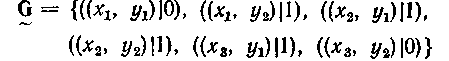 G = {((x₁, y₁)|0), ((x₁, y₂)|1), ((x₂, y₁)|1),
((x₂, y₂)|1), ((x₃, y₁)|1), ((x₃, y₂)|0)}